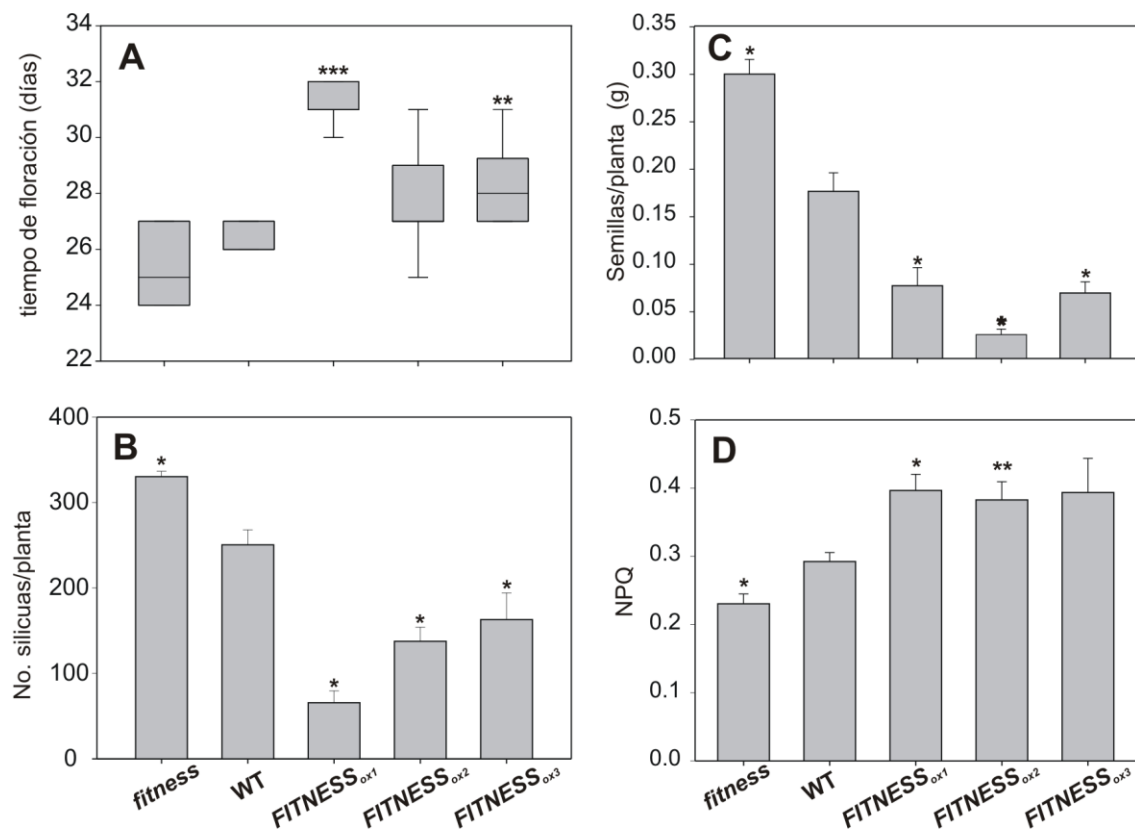 A
tiempo de floración (días)
34
32
30
28
26
24
22
***
**
B
No. silicuas/planta
400
300
200
100
0
*
*
*
*
fitness
WT
FITNESSox1
FITNESSox2
FITNESSox3
C
Semillas/planta (g)
0.35
0.30
0.25
0.20
0.15
0.10
0.05
0.00
*
*
*
*
D
NPQ
0.5
0.4
0.3
0.2
0.1
0.0
*
*
**
fitness
WT
FITNESSox1
FITNESSox2
FITNESSox3